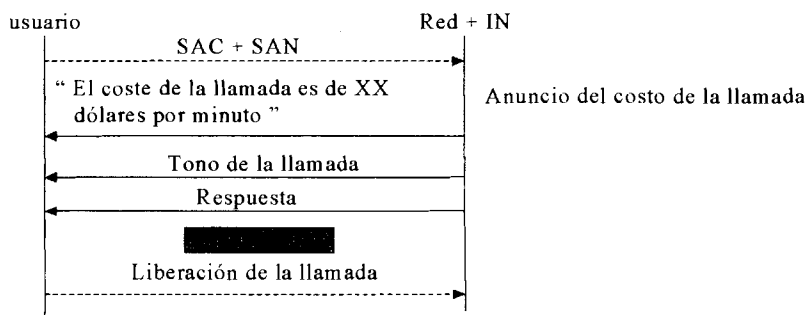 usuario
Red + IN
SAC + SAN
“ El coste de la llamada es de XX
dólares por minuto ”
Anuncio del costo de la llamada
Tono de la llamada
Respuesta
Liberación de la llamada